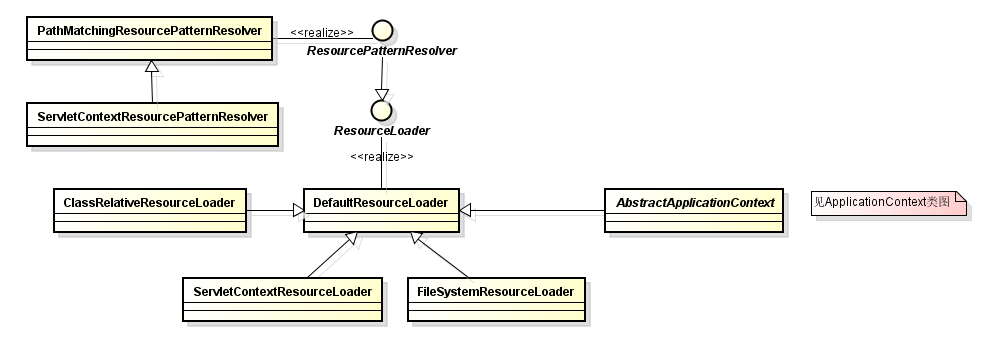 PathMatchingResourcePatternResolver
<<realize>>
ResourcePatternResolver
ServletContextResourcePatternResolver
ResourceLoader
<<realize>>
ClassRelativeResourceLoader
DefaultResourceLoader
AbstractApplicationContext
见ApplicationContext类图
ServletContextResourceLoader
FileSystemResourceLoader